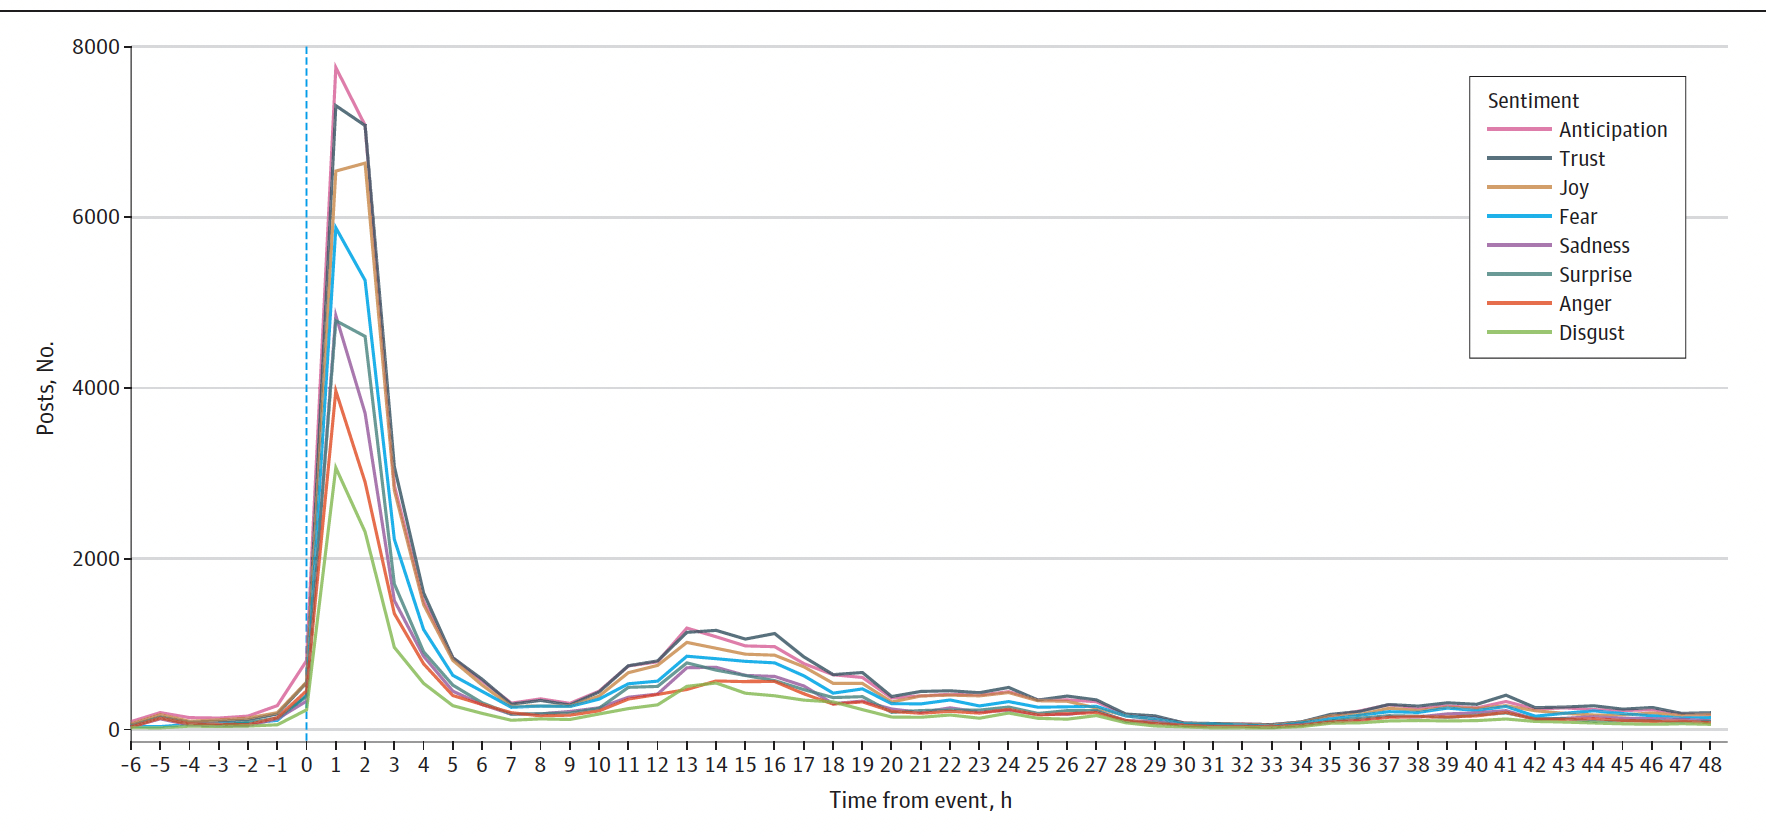 8000
6000
4000
2000
0
Posts, No.
Sentiment
Anticipation
Trust
Joy
Fear
Sadness
Surprise
Anger
Disgust
-6 -5 -4 -3 -2 -1 0 1 2 3 4 5 6 7 8 9 10 11 12 13 14 15 16 17 18 19 20 21 22 23 24 25 26 27 28 29 30 31 32 33 34 35 36 37 38 39 40 41 42 43 44 45 46 47 48
Time from event, h